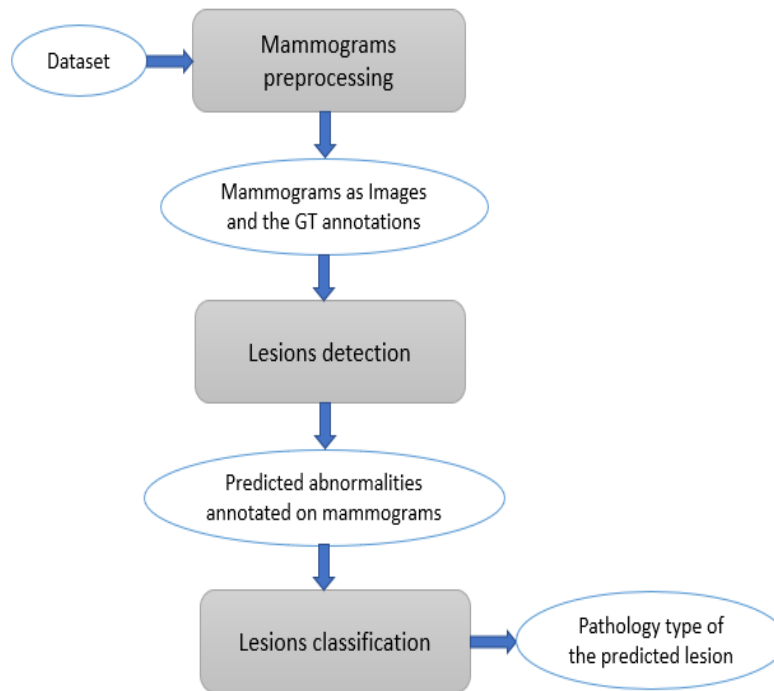 Dataset
Mammograms
preprocessing
Mammograms as Images
and the GT annotations
Lesions detection
Predicted abnormalities
annotated on mammograms
Lesions classification
Pathology type of
the predicted lesion